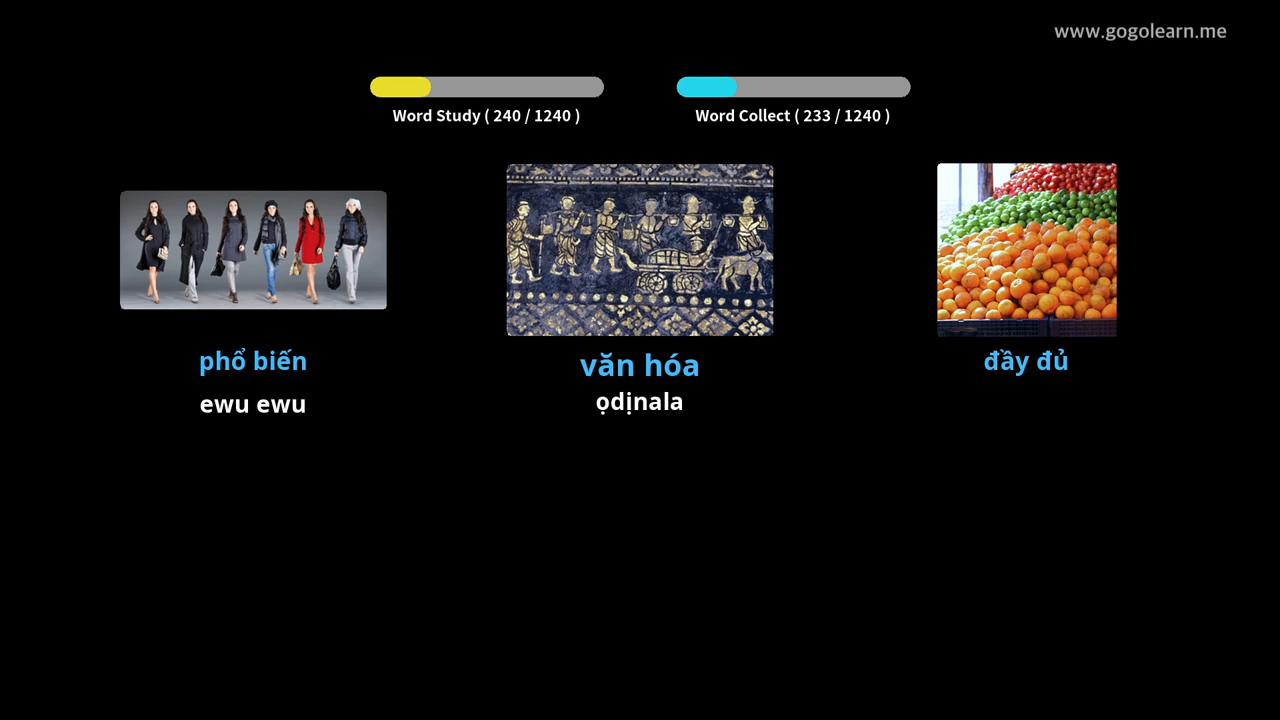 www.gogolearn.me
Word Study ( 240 / 1240 )
Word Collect ( 233 / 1240 )
phổ biến
ewu ewu
văn hóa
ọdịnala
đầy đủ